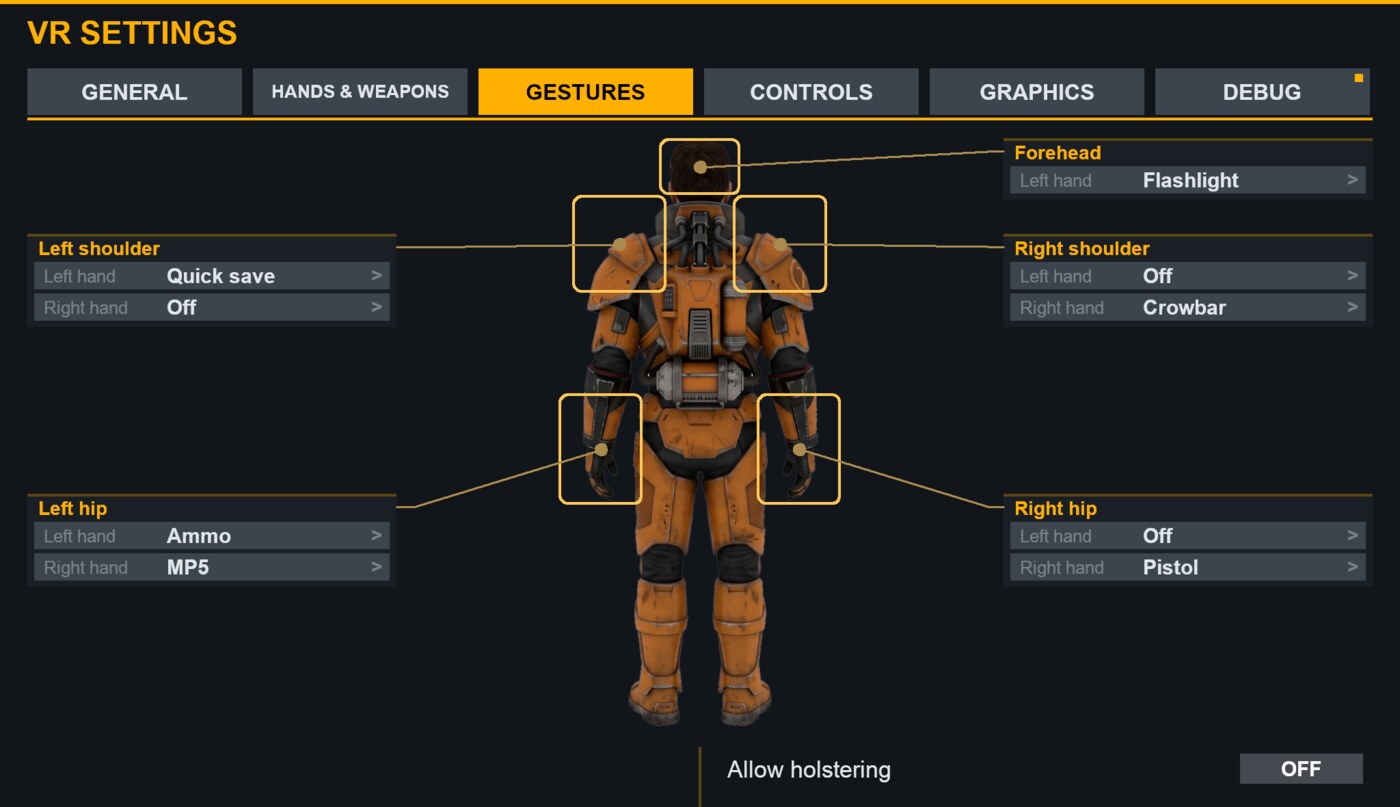 VR SETTINGS
GENERAL
HANDS & WEAPONS
GESTURES
CONTROLS
GRAPHICS
DEBUG
Forehead
Left hand Flashlight >
Left shoulder
Left hand Quick save >
Right hand Off >
Right shoulder
Left hand Off >
Right hand Crowbar >
Left hip
Left hand Ammo >
Right hand MP5 >
Right hip
Left hand Off >
Right hand Pistol >
Allow holstering OFF